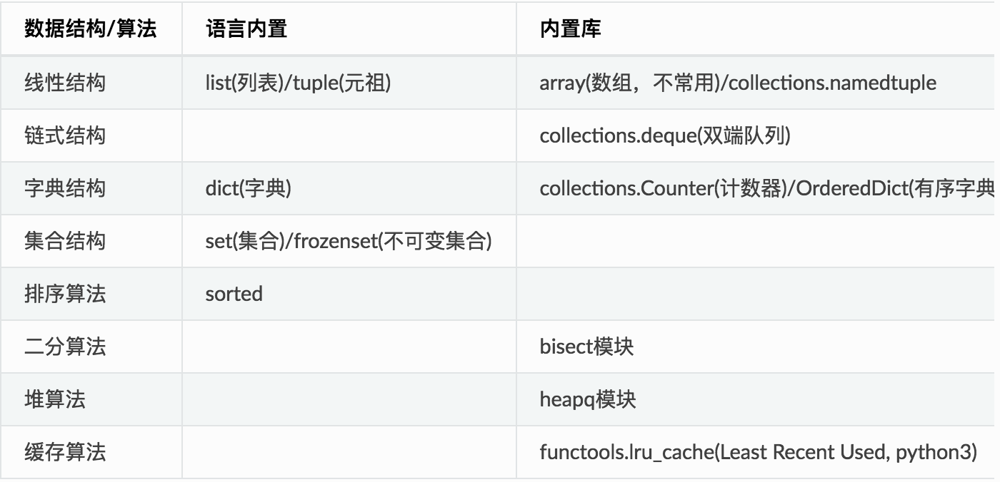 数据结构/算法 语言内置 内置库
线性结构 list(列表)/tuple(元祖) array(数组，不常用)/collections.namedtuple
链式结构 collections.deque(双端队列)
字典结构 dict(字典) collections.Counter(计数器)/OrderedDict(有序字典
集合结构 set(集合)/frozenset(不可变集合)
排序算法 sorted
二分算法 bisect模块
堆算法 heapq模块
缓存算法 functools.lru_cache(Least Recent Used, python3)